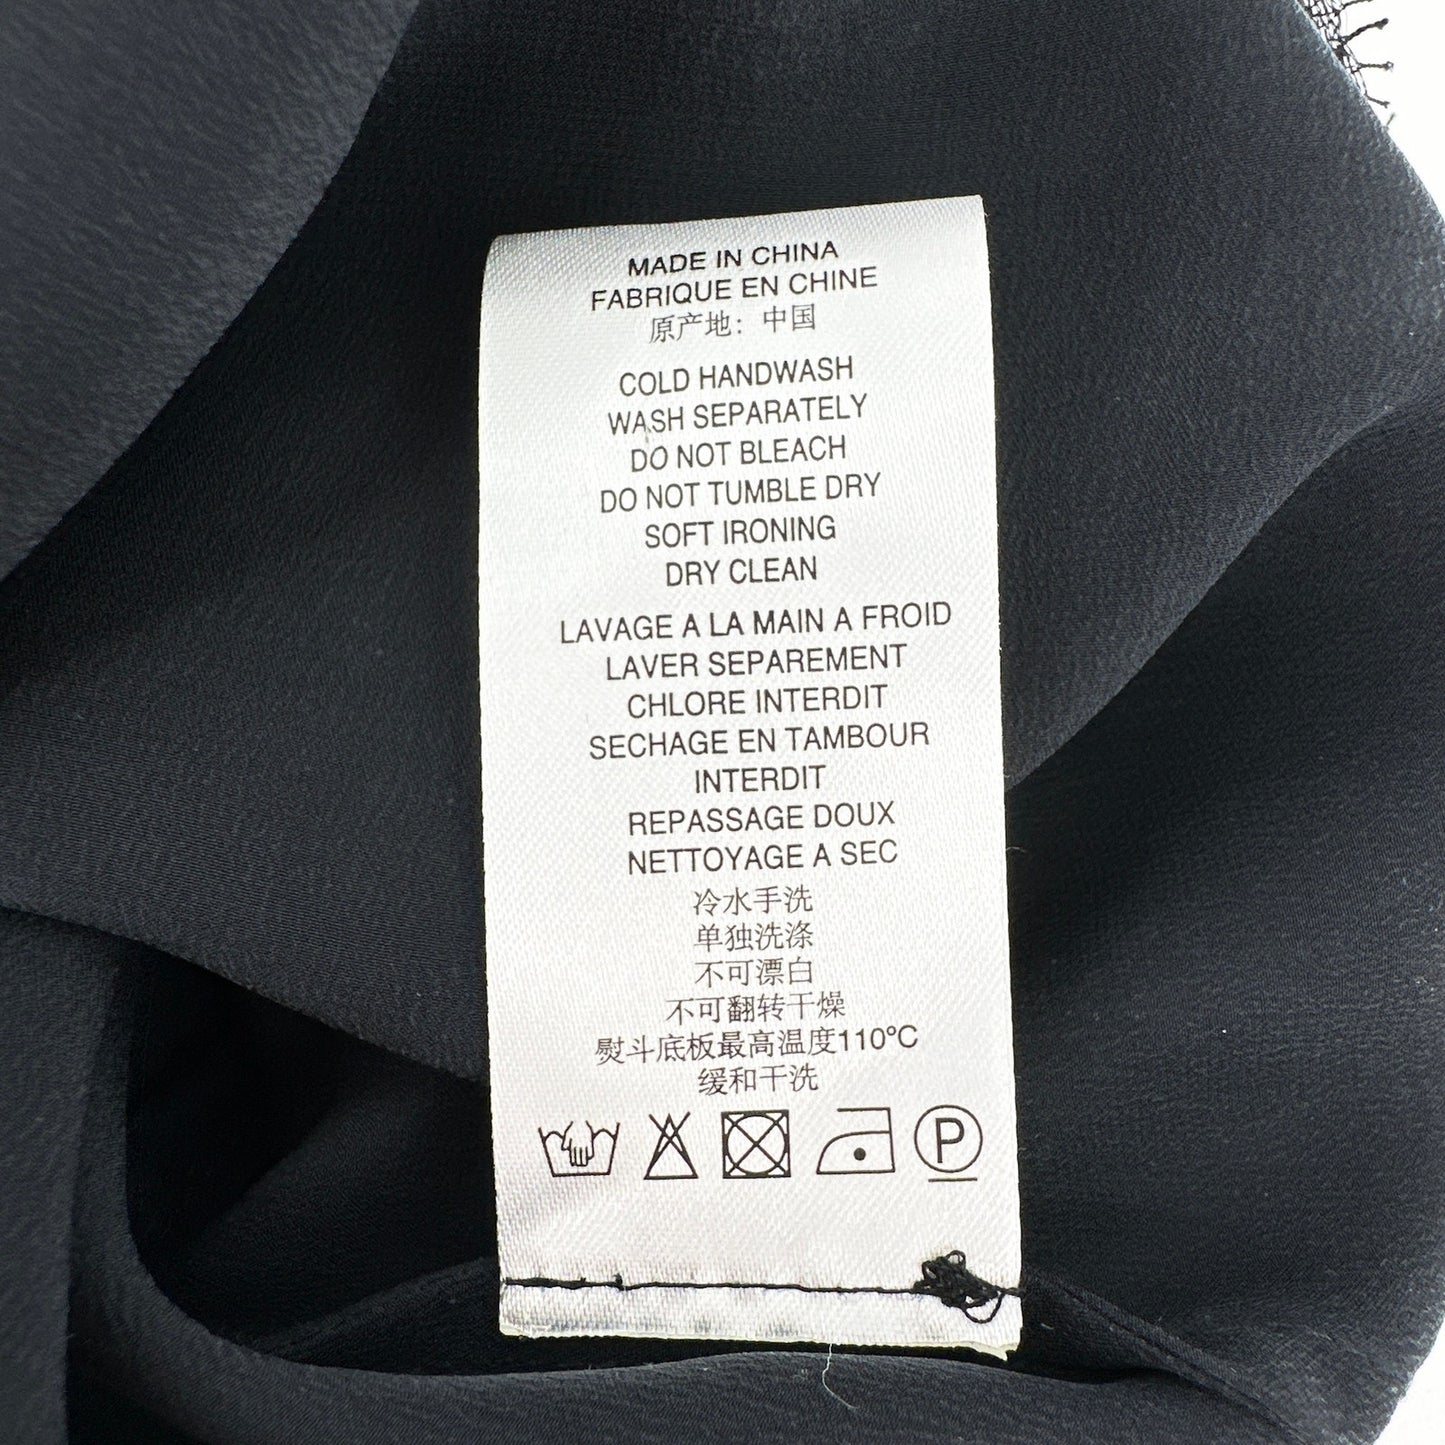 MADE IN CHINA
FABRIQUE EN CHINE
原产地：中国
COLD HANDWASH
WASH SEPARATELY
DO NOT BLEACH
DO NOT TUMBLE DRY
SOFT IRONING
DRY CLEAN
LAVAGE A LA MAIN A FROID
LAVER SEPAREMENT
CHLORE INTERDIT
SECHAGE EN TAMBOUR
INTERDIT
REPASSAGE DOUX
NETTOYAGE A SEC
冷水手洗
单独洗涤
不可漂白
不可翻转干燥
熨斗底板最高温度110℃
缓和干洗
P